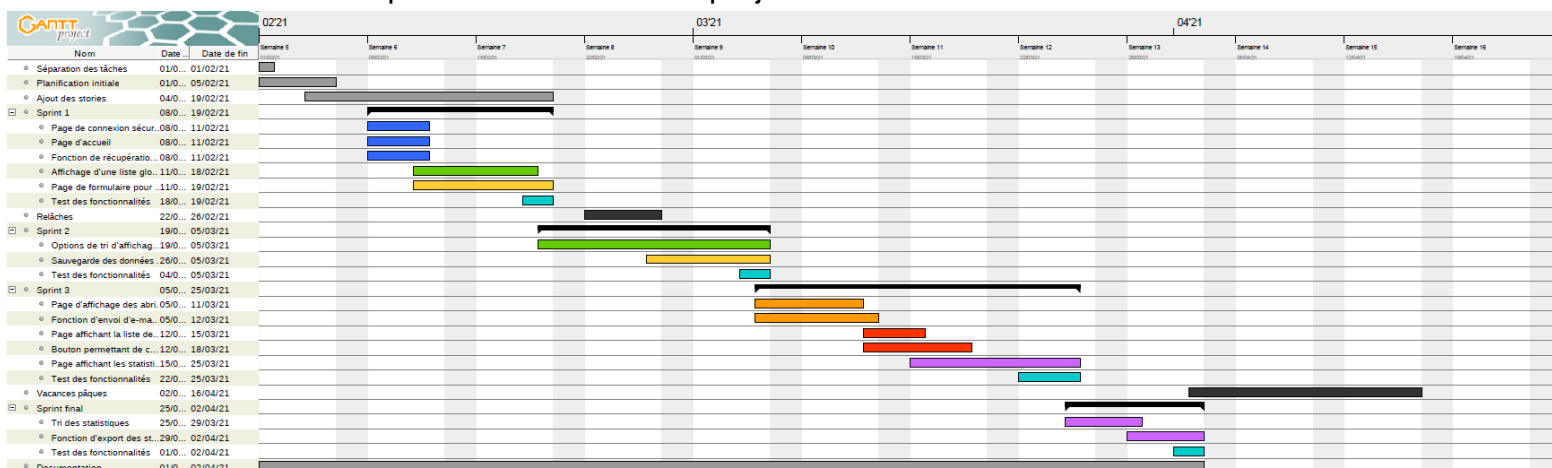 02'21 03'21 04'21
GANTT project
Semaine 5 Semaine 6 Semaine 7 Semaine 8 Semaine 9 Semaine 10 Semaine 11 Semaine 12 Semaine 13 Semaine 14 Semaine 15 Semaine 16
Nom Date .. Date de fin
Séparation des tâches 01/0... 01/02/21
Planification initiale 01/0... 05/02/21
Ajout des stories 04/0... 19/02/21
Sprint 1 08/0... 19/02/21
Page de connexion sécur.. 08/0... 11/02/21
Page d'accueil 08/0... 11/02/21
Fonction de récupératio... 08/0... 11/02/21
Affichage d'une liste glo.. 11/0... 18/02/21
Page de formulaire pour .. 11/0... 19/02/21
Test des fonctionnalités 18/0... 19/02/21
Relâches 22/0... 26/02/21
Sprint 2 19/0... 05/03/21
Options de tri d'affichag.. 19/0... 05/03/21
Sauvegarde des données . 26/0... 05/03/21
Test des fonctionnalités 04/0... 05/03/21
Sprint 3 05/0... 25/03/21
Page d'affichage des abri. 05/0... 11/03/21
Fonction d'envoi d'e-ma.. 05/0... 12/03/21
Page affichant la liste de.. 12/0... 15/03/21
Bouton permettant de c... 12/0... 18/03/21
Page affichant les statisti.. 15/0... 25/03/21
Test des fonctionnalités 22/0... 25/03/21
Vacances pâques 02/0... 16/04/21
Sprint final 25/0... 02/04/21
Tri des statistiques 25/0... 29/03/21
Fonction d'export des st... 29/0... 02/04/21
Test des fonctionnalités 01/0... 02/04/21
Documentation 01/0... 02/04/21